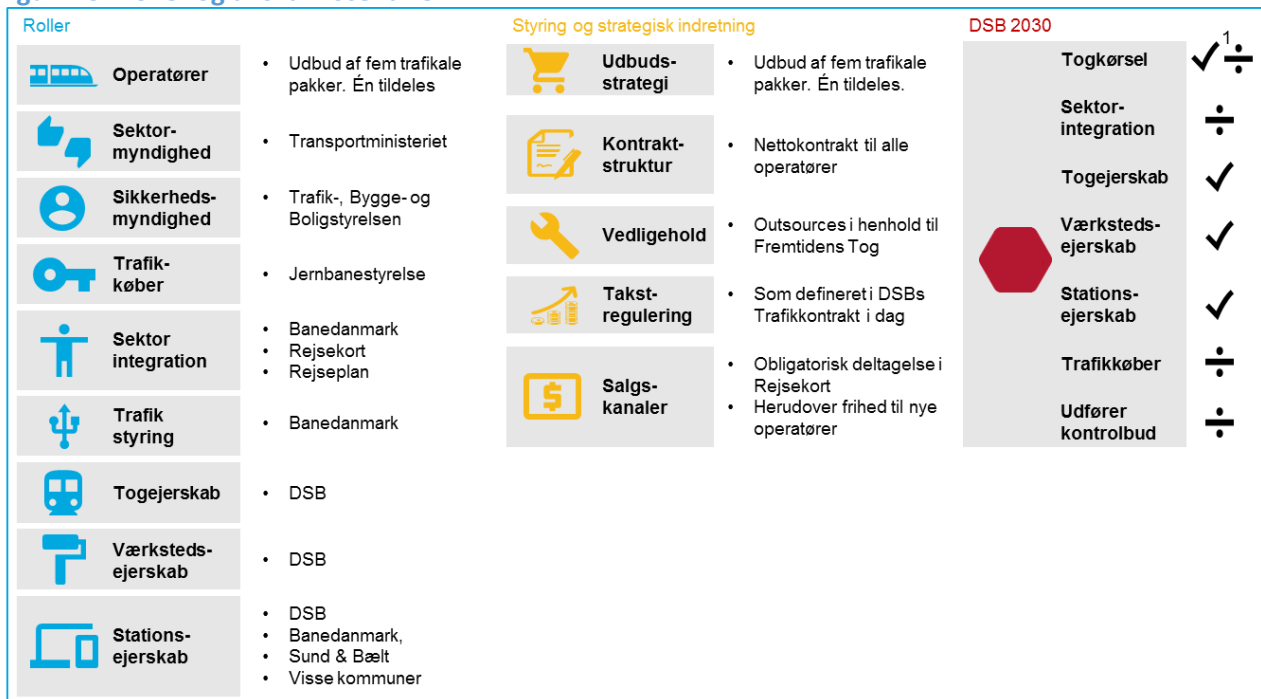 Roller
Operatører
• Udbud af fem trafikale
pakker. Én tildeles
Sektor-
myndighed
• Transportministeriet
Sikkerheds-
myndighed
• Trafik-, Bygge- og
Boligstyrelsen
Trafik-
køber
• Jernbanestyrelse
Sektor
integration
• Banedanmark
• Rejsekort
• Rejseplan
Trafik
styring
• Banedanmark
Togejerskab
• DSB
Værksteds-
ejerskab
• DSB
Stations-
ejerskab
• DSB
• Banedanmark,
• Sund & Bælt
• Visse kommuner
Styring og strategisk indretning
Udbuds-
strategi
• Udbud af fem trafikale
pakker. Én tildeles.
Kontrakt-
struktur
• Nettokontrakt til alle
operatører
Vedligehold
• Outsources i henhold til
Fremtidens Tog
Takst-
regulering
• Som defineret i DSBs
Trafikkontrakt i dag
Salgs-
kanaler
• Obligatorisk deltagelse i
Rejsekort
• Herudover frihed til nye
operatører
DSB 2030
Togkørsel ✓ 1 ÷
Sektor-
integration ÷
Togejerskab ✓
Værksteds-
ejerskab ✓
Stations-
ejerskab ✓
Trafikkøber ÷
Udfører
kontrolbud ÷